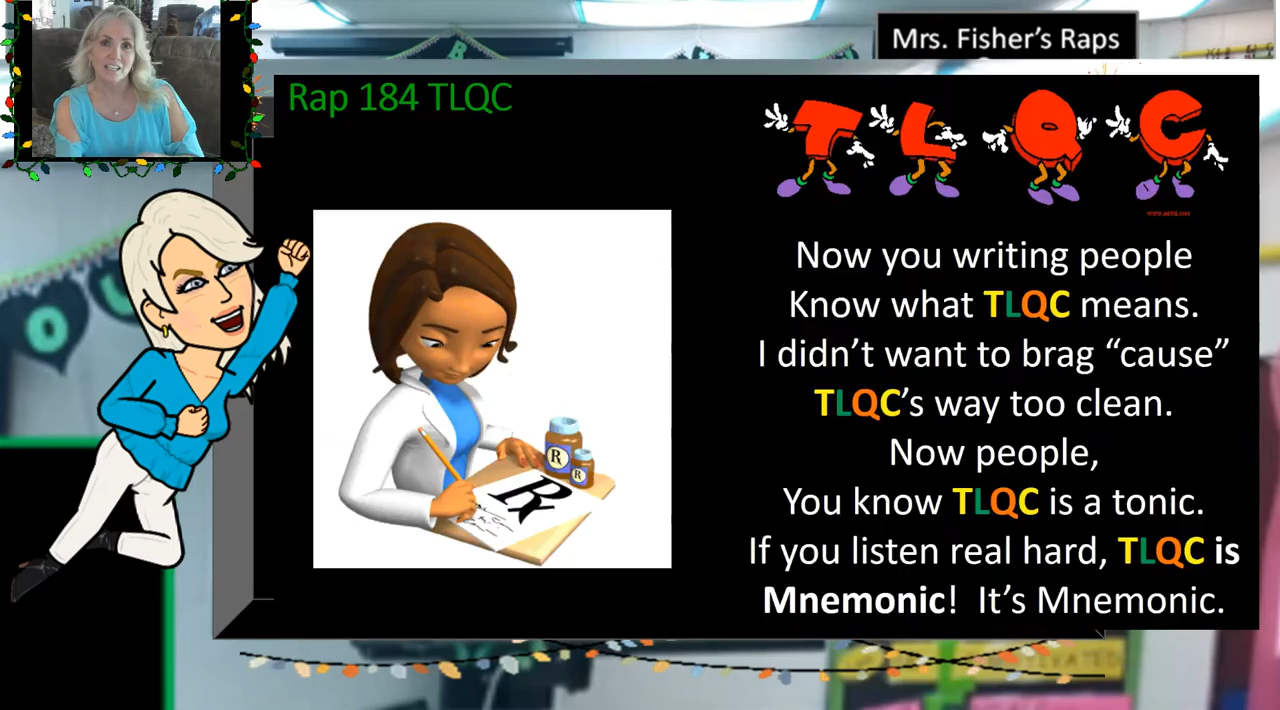 Mrs. Fisher's Raps
Rap 184 TLQC
T L Q C
Now you writing people
Know what TLQC means.
I didn't want to brag “cause”
TLQC's way too clean.
Now people,
You know TLQC is a tonic.
If you listen real hard, TLQC is
Mnemonic! It's Mnemonic.
Rx
R
R